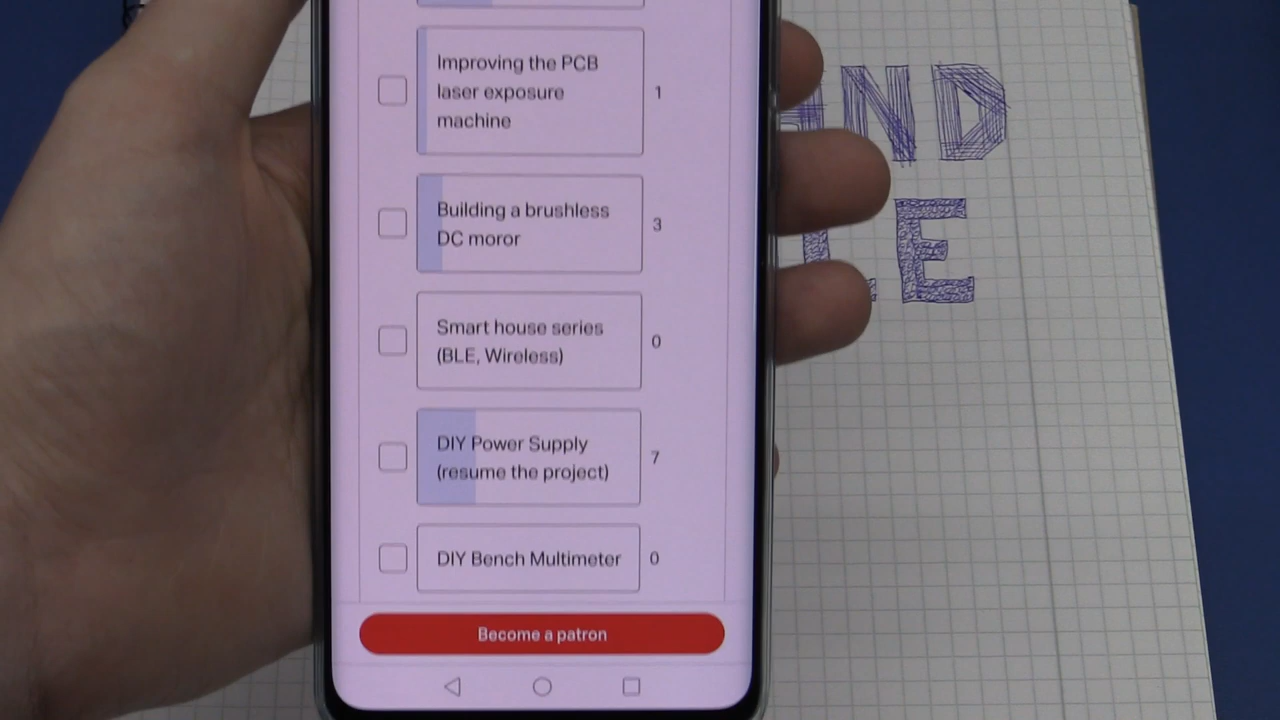 Improving the PCB
laser exposure
machine
1
Building a brushless
DC moror
3
Smart house series
(BLE, Wireless)
0
DIY Power Supply
(resume the project)
7
DIY Bench Multimeter
0
Become a patron